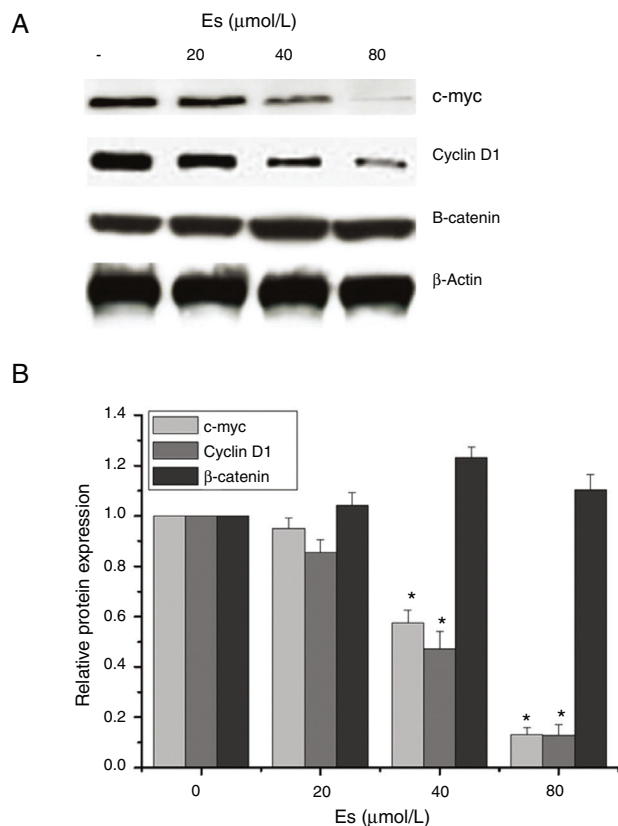 A
Es (μmol/L)
- 20 40 80
c-myc
Cyclin D1
B-catenin
β-Actin
B
1.4
1.2
1.0
0.8
0.6
0.4
0.2
0.0
Relative protein expression
c-myc
Cyclin D1
β-catenin
* *
* *
0 20 40 80
Es (μmol/L)